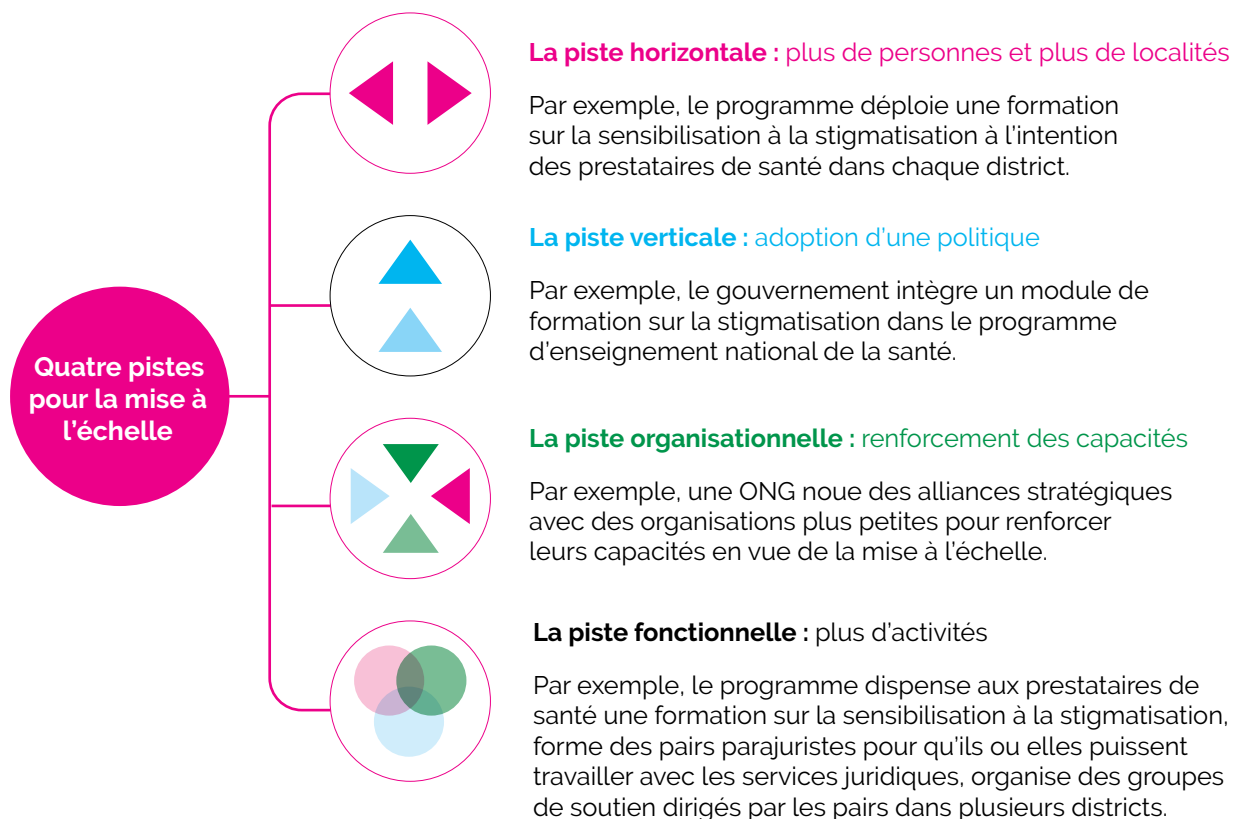 Quatre pistes
pour la mise à
l’échelle
La piste horizontale : plus de personnes et plus de localités
Par exemple, le programme déploie une formation
sur la sensibilisation à la stigmatisation à l’intention
des prestataires de santé dans chaque district.
La piste verticale : adoption d’une politique
Par exemple, le gouvernement intègre un module de
formation sur la stigmatisation dans le programme
d’enseignement national de la santé.
La piste organisationnelle : renforcement des capacités
Par exemple, une ONG noue des alliances stratégiques
avec des organisations plus petites pour renforcer
leurs capacités en vue de la mise à l’échelle.
La piste fonctionnelle : plus d’activités
Par exemple, le programme dispense aux prestataires de
santé une formation sur la sensibilisation à la stigmatisation,
forme des pairs parajuristes pour qu’ils ou elles puissent
travailler avec les services juridiques, organise des groupes
de soutien dirigés par les pairs dans plusieurs districts.